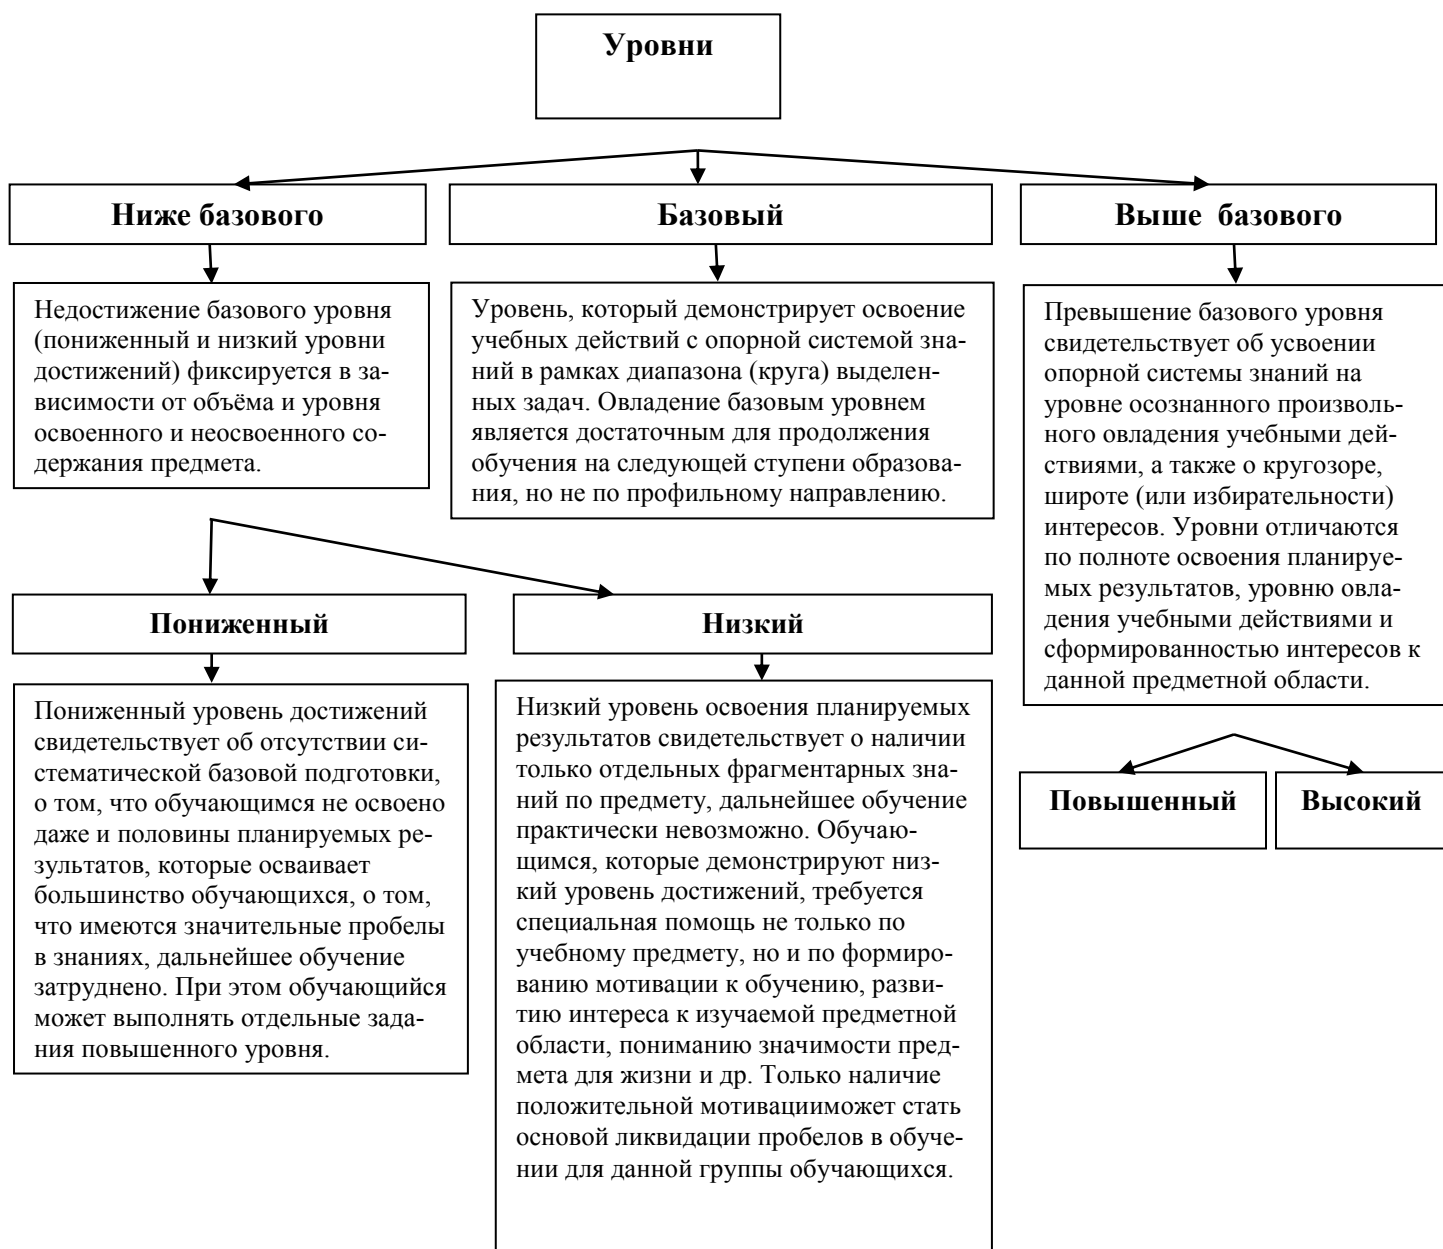 Уровни
Ниже базового
Базовый
Выше базового
Недостижение базового уровня
(пониженный и низкий уровни
достижений) фиксируется в за-
висимости от объёма и уровня
освоенного и неосвоенного со-
держания предмета.
Уровень, который демонстрирует освоение
учебных действий с опорной системой зна-
ний в рамках диапазона (круга) выделен-
ных задач. Овладение базовым уровнем
является достаточным для продолжения
обучения на следующей ступени образова-
ния, но не по профильному направлению.
Превышение базового уровня
свидетельствует об усвоении
опорной системы знаний на
уровне осознанного произволь-
ного овладения учебными дей-
ствиями, а также о кругозоре,
широте (или избирательности)
интересов. Уровни отличаются
по полноте освоения планируе-
мых результатов, уровню овла-
дения учебными действиями и
сформированностью интересов к
данной предметной области.
Пониженный
Низкий
Пониженный уровень достижений
свидетельствует об отсутствии си-
стематической базовой подготовки,
о том, что обучающимся не освоено
даже и половины планируемых ре-
зультатов, которые осваивает
большинство обучающихся, о том,
что имеются значительные пробелы
в знаниях, дальнейшее обучение
затруднено. При этом обучающийся
может выполнять отдельные зада-
ния повышенного уровня.
Низкий уровень освоения планируемых
результатов свидетельствует о наличии
только отдельных фрагментарных зна-
ний по предмету, дальнейшее обучение
практически невозможно. Обучаю-
щимся, которые демонстрируют низ-
кий уровень достижений, требуется
специальная помощь не только по
учебному предмету, но и по формиро-
ванию мотивации к обучению, разви-
тию интереса к изучаемой предметной
области, пониманию значимости пред-
мета для жизни и др. Только наличие
положительной мотивацииможет стать
основой ликвидации пробелов в обуче-
нии для данной группы обучающихся.
Повышенный
Высокий